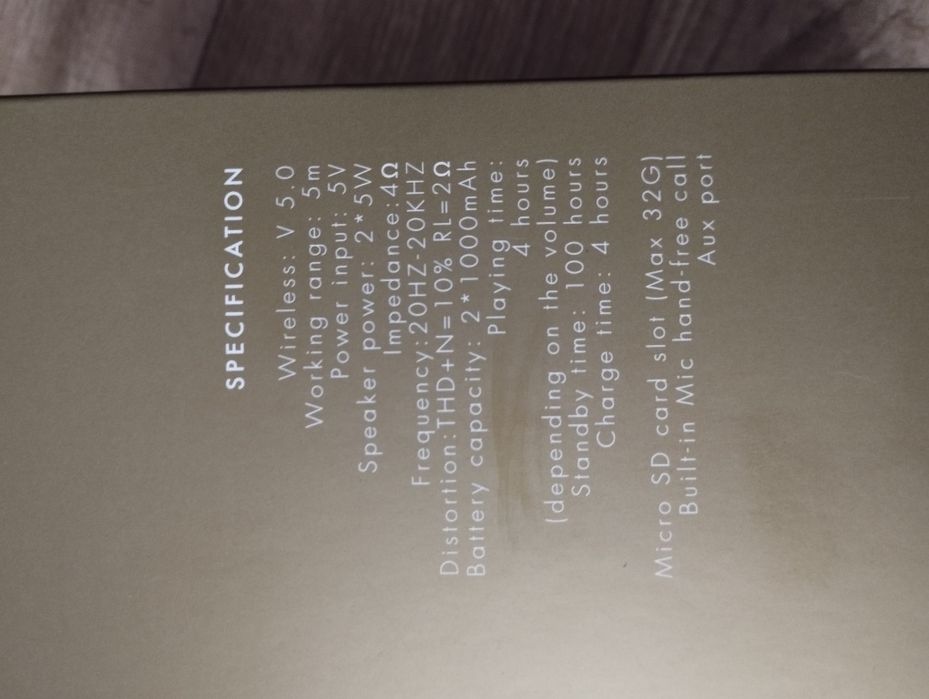 SPECIFICATION
Wireless: V 5.0
Working range: 5m
Power input: 5V
Speaker power: 2*5W
Impedance:4Ω
Frequency:20HZ-20KHZ
Distortion:THD+N=10% RL=2Ω
Battery capacity: 2*1000mAh
Playing time:
4 hours
(depending on the volume)
Standby time: 100 hours
Charge time: 4 hours
Micro SD card slot (Max 32G)
Built-in Mic hand-free call
Aux port